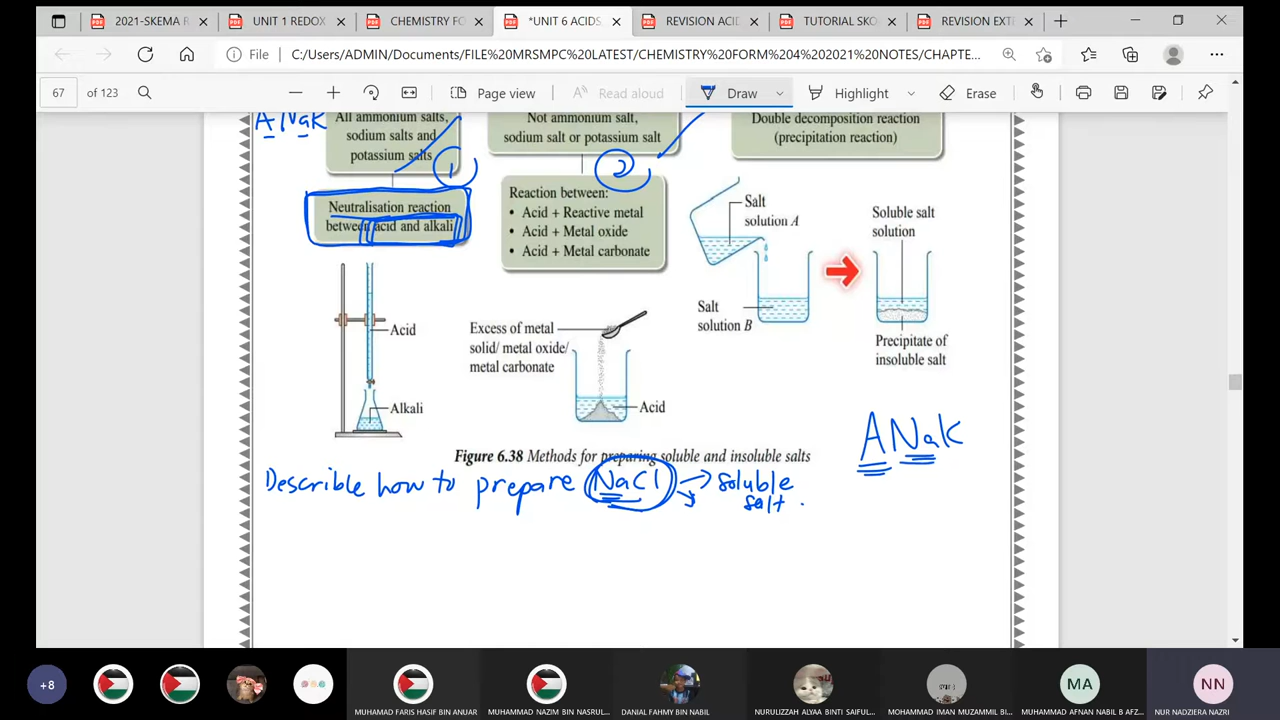 2021-SKEMA R
UNIT 1 REDOX
CHEMISTRY FO
*UNIT 6 ACIDS
REVISION ACID
TUTORIAL SKO
REVISION EXTE
File
C:/Users/ADMIN/Documents/FILE%20MRSMPC%20LATEST/CHEMISTRY%20FORM%204%202021%20NOTES/CHAPTE...
67 of 123
Page view
Read aloud
Draw
Highlight
Erase
ANaK
All ammonium salts,
sodium salts and
potassium salts
1
Not ammonium salt,
sodium salt or potassium salt
2
Double decomposition reaction
(precipitation reaction)
Neutralisation reaction
between acid and alkali
Reaction between:
• Acid + Reactive metal
• Acid + Metal oxide
• Acid + Metal carbonate
Salt
solution A
Salt
solution B
Soluble salt
solution
Precipitate of
insoluble salt
Acid
Alkali
Excess of metal
solid/ metal oxide/
metal carbonate
Acid
ANaK
Figure 6.38 Methods for preparing soluble and insoluble salts
Describle how to prepare NaCl → soluble
salt.
+8
MUHAMAD FARIS HASIF BIN ANUAR
MUHAMMAD NAZIM BIN NASRUL...
DANIAL FAHMY BIN NABIL
NURULIZZAH ALYAA BINTI SAIFUL...
MOHAMMAD IMAN MUZAMMIL BI...
MA
MUHAMMAD AFNAN NABIL B AFZ...
NN
NUR NADZIERA NAZRI